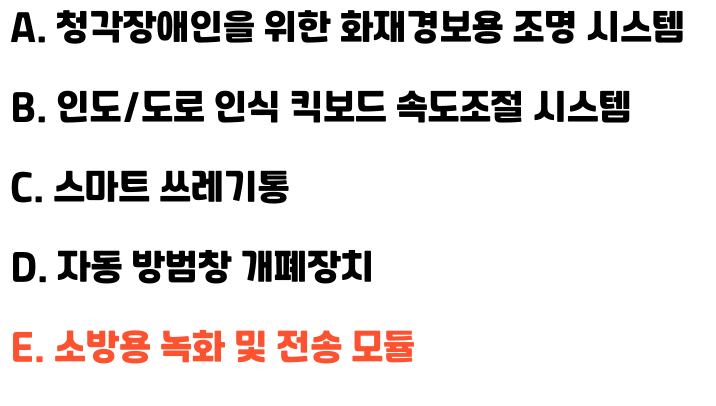 A. 청각장애인을 위한 화재경보용 조명 시스템
B. 인도/도로 인식 킥보드 속도조절 시스템
C. 스마트 쓰레기통
D. 자동 방범창 개폐장치
E. 소방용 녹화 및 전송 모듈